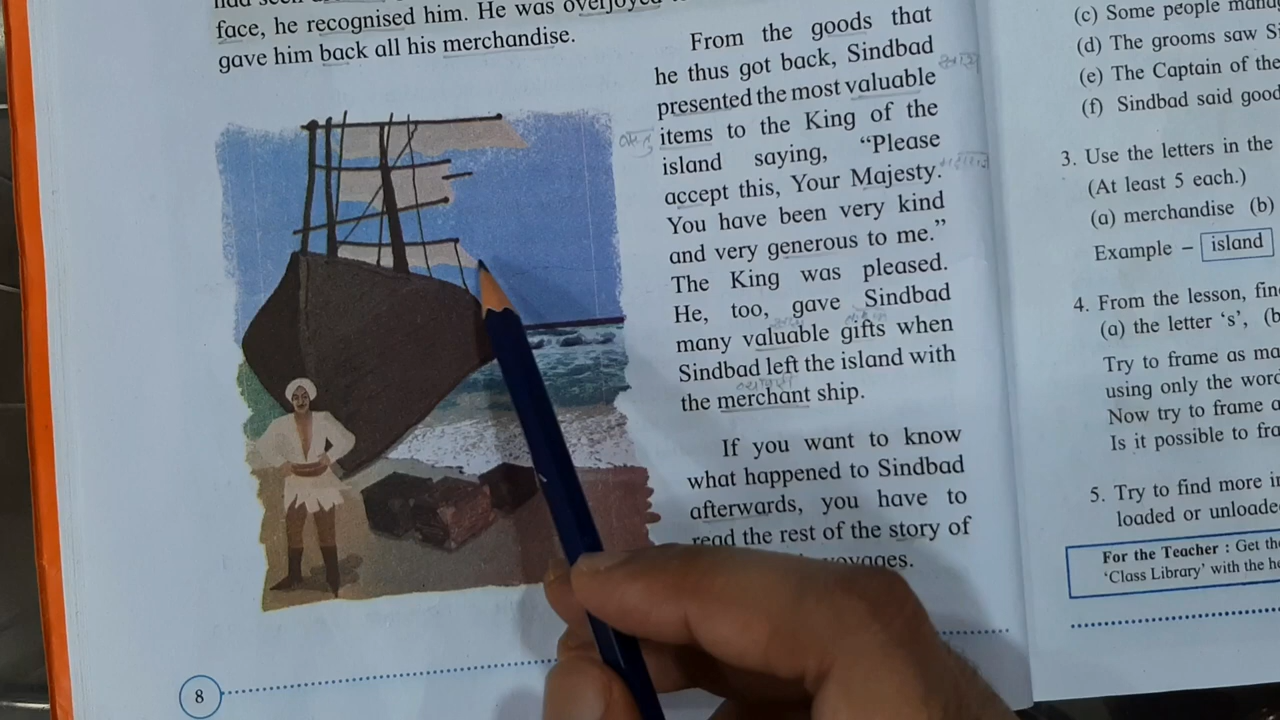 face, he recognised him. He was overjoyed
gave him back all his merchandise.
From the goods that
he thus got back, Sindbad
presented the most valuable
items to the King of the
island saying, “Please
accept this, Your Majesty.
You have been very kind
and very generous to me.”
The King was pleased.
He, too, gave Sindbad
many valuable gifts when
Sindbad left the island with
the merchant ship.
If you want to know
what happened to Sindbad
afterwards, you have to
read the rest of the story of
voyages.
8
(c) Some people
(d) The grooms saw
(e) The Captain of the
(f) Sindbad said
3. Use the letters in the
(At least 5 each.)
(a) merchandise (b)
Example – island
4. From the lesson,
(a) the letter ‘s’,
Try to frame as
using only the
Now try to frame
Is it possible to
5. Try to find more
loaded or
For the Teacher : Get
‘Class Library’ with the